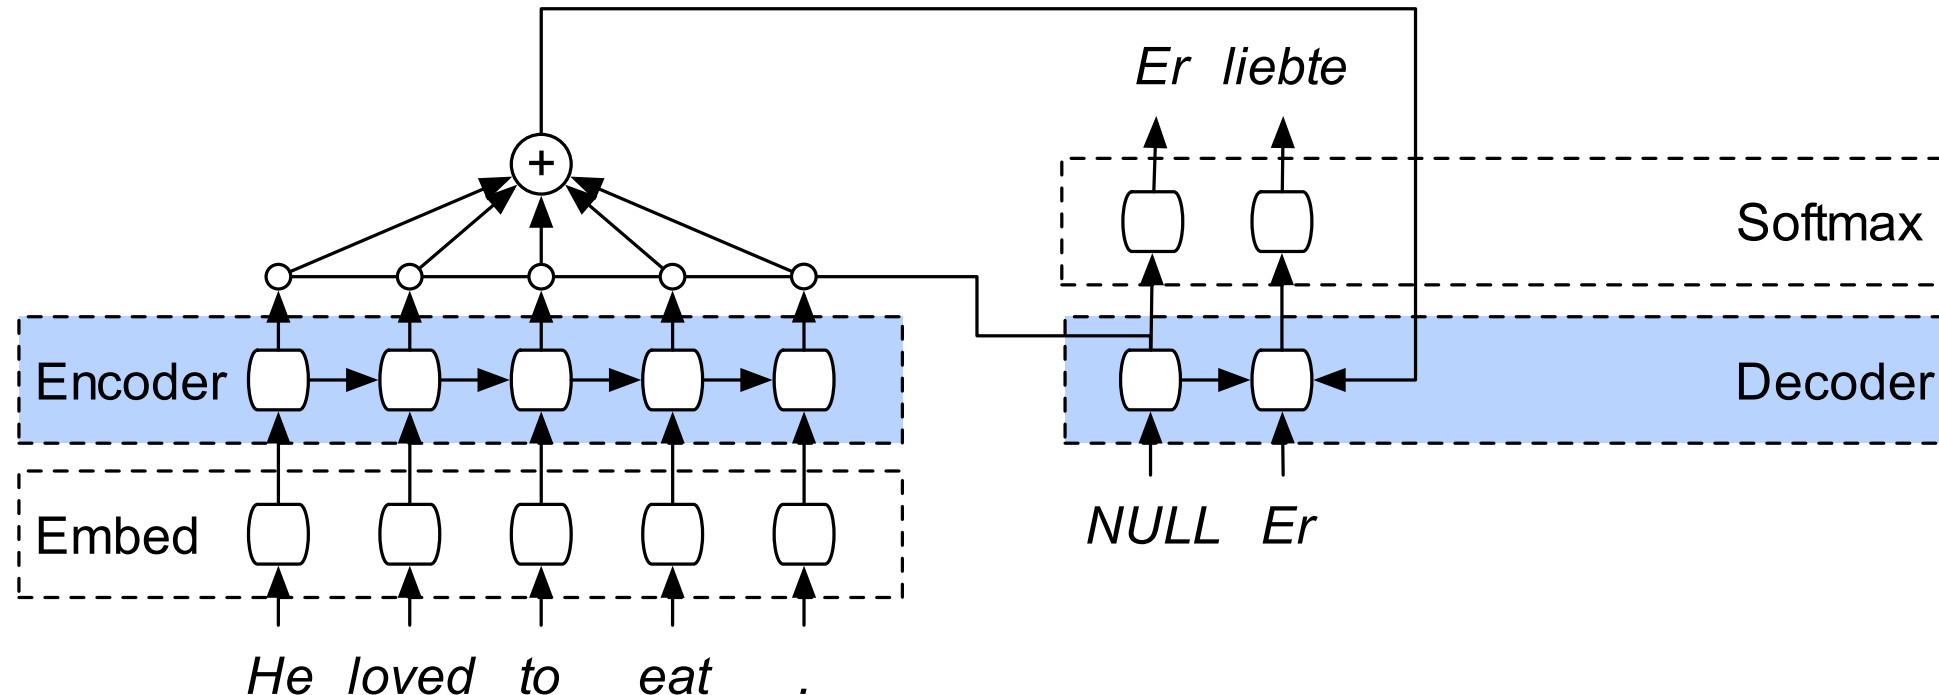 Er liebte
+
Softmax
Encoder
Decoder
Embed
NULL Er
He loved to eat .